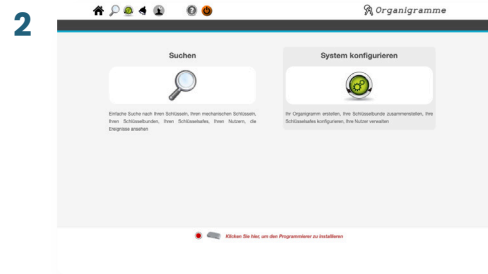 2
Organigramme
Suchen
System konfigurieren
Einfache Suche nach Ihren Schlüsseln, Ihren mechanischen Schlüsseln,
Ihren Schlüsselbunden, Ihren Schlüsselsafes, Ihren Nutzern, die
Ereignisse ansehen
Ihr Organigramm erstellen, Ihre Schlüsselbunde zusammenstellen, Ihre
Schlüsselsafes konfigurieren, Ihre Nutzer verwalten
Klicken Sie hier, um den Programmierer zu installieren